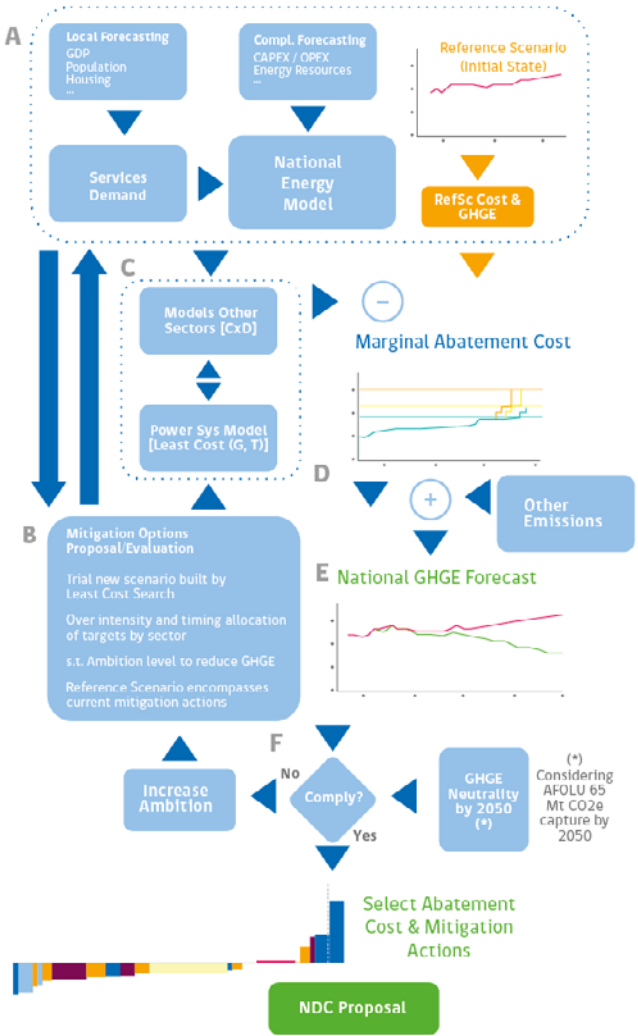 A
Local Forecasting
GDP
Population
Housing
...
Compl. Forecasting
CAPEX / OPEX
Energy Resources
...
Reference Scenario
(Initial State)
Services
Demand
National
Energy
Model
RefSc Cost &
GHGE
C
Models Other
Sectors [CxD]
−
Marginal Abatement Cost
Power Sys Model
[Least Cost (G, T)]
D
+
Other
Emissions
B
Mitigation Options
Proposal/Evaluation
Trial new scenario built by
Least Cost Search
Over intensity and timing allocation
of targets by sector
s.t. Ambition level to reduce GHGE
Reference Scenario encompasses
current mitigation actions
E
National GHGE Forecast
F
No
Increase
Ambition
Comply?
Yes
GHGE
Neutrality
by 2050
(*)
(*)
Considering
AFOLU 65
Mt CO2e
capture by
2050
Select Abatement
Cost & Mitigation
Actions
NDC Proposal